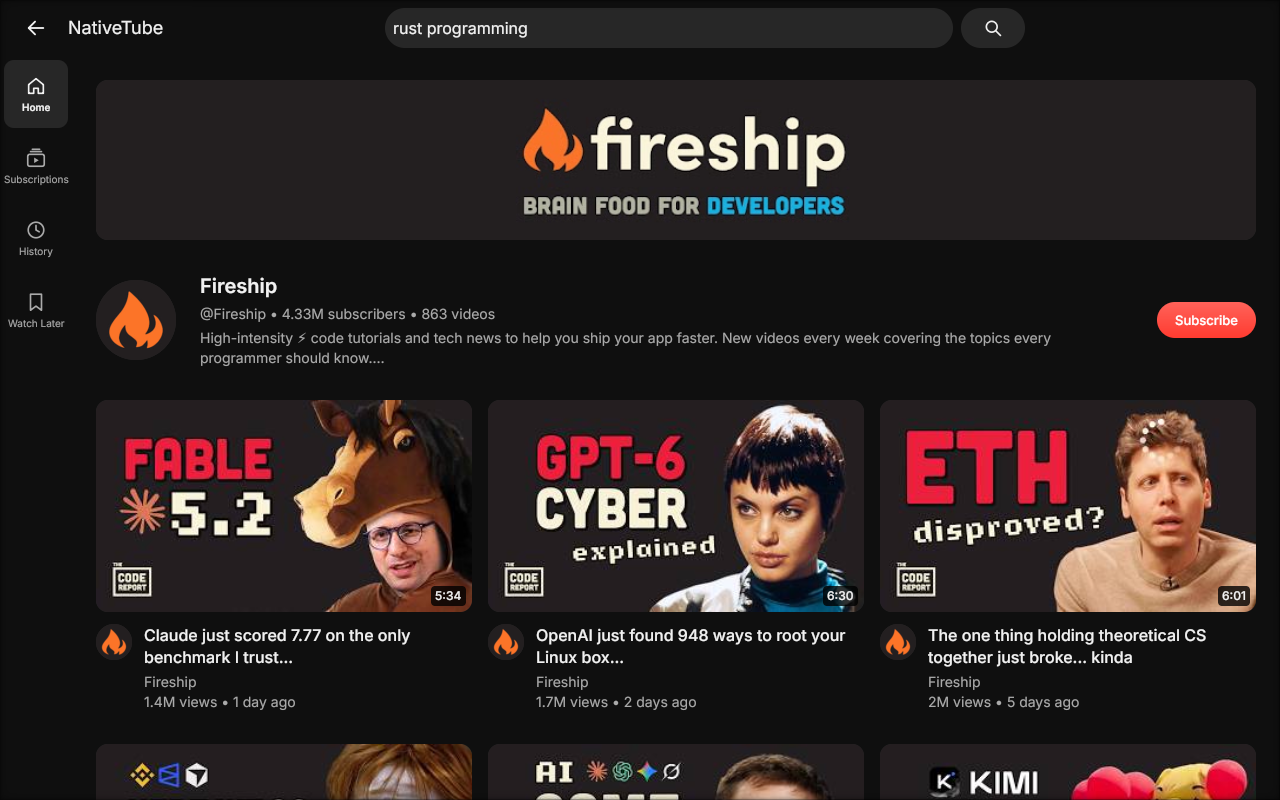 NativeTube
rust programming
Home
Subscriptions
History
Watch Later
fireship
BRAIN FOOD FOR DEVELOPERS
Fireship
@Fireship • 4.33M subscribers • 863 videos
High-intensity ⚡ code tutorials and tech news to help you ship your app faster. New videos every week covering the topics every
programmer should know....
Subscribe
FABLE
5.2
THE
CODE
REPORT
5:34
GPT-6
CYBER
explained
THE
CODE
REPORT
6:30
ETH
disproved?
THE
CODE
REPORT
6:01
Claude just scored 7.77 on the only
benchmark I trust...
Fireship
1.4M views • 1 day ago
OpenAI just found 948 ways to root your
Linux box...
Fireship
1.7M views • 2 days ago
The one thing holding theoretical CS
together just broke... kinda
Fireship
2M views • 5 days ago
AI
KIMI